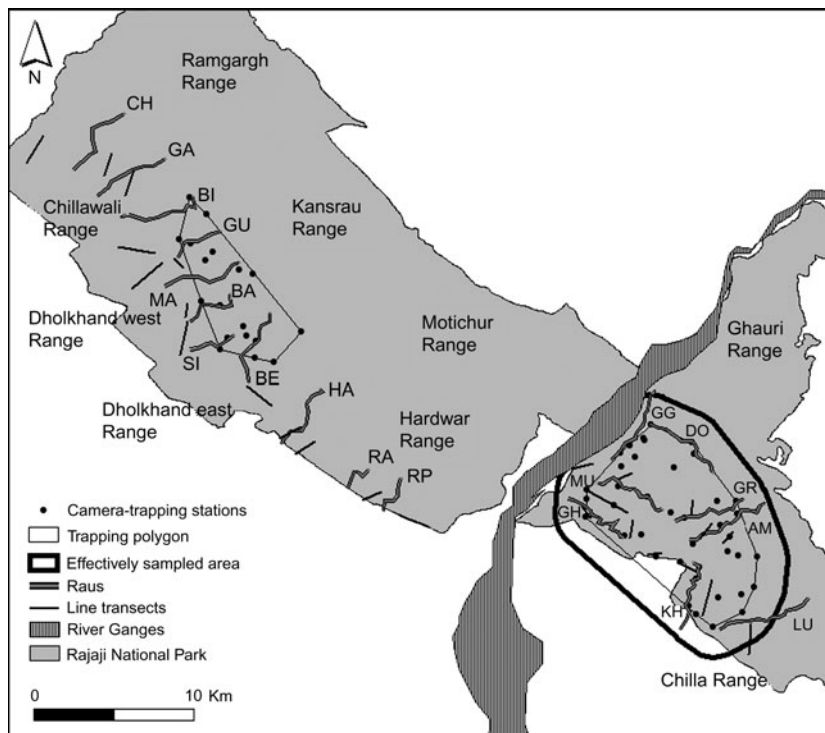 N
Ramgargh
Range
CH
GA
Chillawali
Range
BI
GU
Kansrau
Range
MA
BA
Dholkhand west
Range
SI
BE
Dholkhand east
Range
HA
Motichur
Range
Ghauri
Range
Hardwar
Range
RA
RP
GG
DO
MU
GR
GH
AM
KH
LU
Chilla Range
Camera-trapping stations
Trapping polygon
Effectively sampled area
Raus
Line transects
River Ganges
Rajaji National Park
0 10 Km